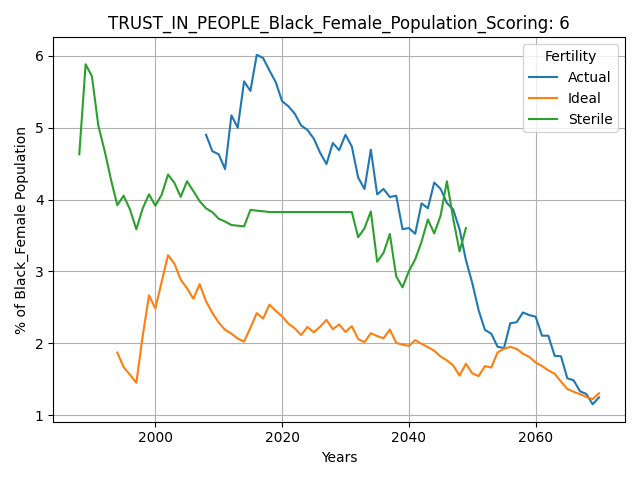 TRUST_IN_PEOPLE_Black_Female_Population_Scoring: 6
Fertility
Actual
Ideal
Sterile
% of Black_Female Population
6
5
4
3
2
1
2000 2020 2040 2060
Years